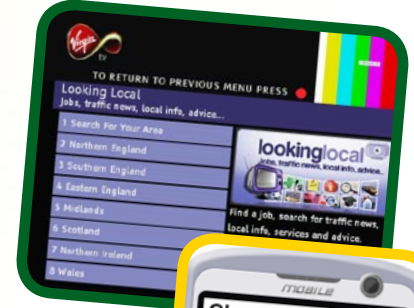 Virgin
tv
TO RETURN TO PREVIOUS MENU PRESS
Looking Local
Jobs, traffic news, local info, advice...
1 Search For Your Area
2 Northern England
3 Southern England
4 Eastern England
5 Midlands
6 Scotland
7 Northern Ireland
8 Wales
lookinglocal
Jobs, traffic news, local info, advice...
Find a job, search for traffic news,
local info, services and advice.
mobile